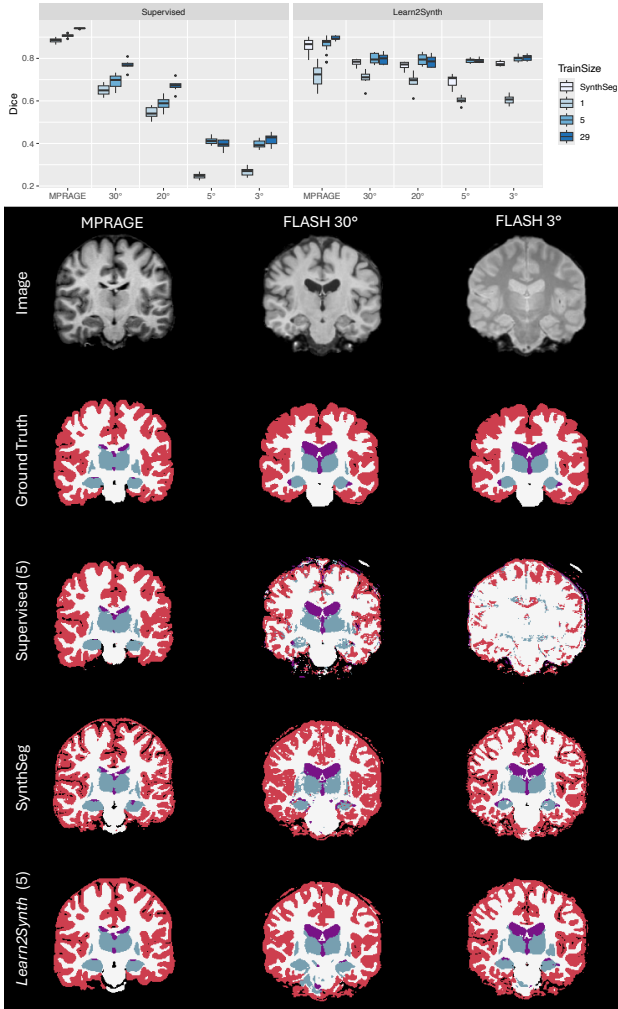 Supervised
Learn2Synth
Dice
0.8
0.6
0.4
0.2
MPRAGE 30° 20° 5° 3°
MPRAGE 30° 20° 5° 3°
TrainSize
SynthSeg
1
5
29
MPRAGE
FLASH 30°
FLASH 3°
Image
Ground Truth
Supervised (5)
SynthSeg
Learn2Synth (5)